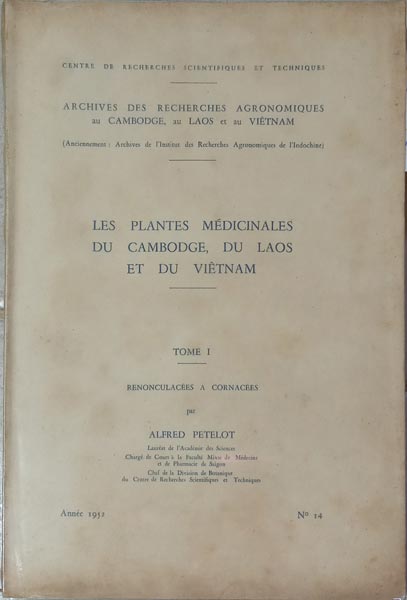 CENTRE DE RECHERCHES SCIENTIFIQUES ET TECHNIQUES
ARCHIVES DES RECHERCHES AGRONOMIQUES
au CAMBODGE, au LAOS et au VIÊTNAM
(Anciennement : Archives de l'Institut des Recherches Agronomiques de l'Indochine)
LES PLANTES MÉDICINALES
DU CAMBODGE, DU LAOS
ET DU VIÊTNAM
TOME I
RENONCULACÉES A CORNACÉES
par
ALFRED PETELOT
Lauréat de l'Académie des Sciences
Chargé de Cours à la Faculté Mixte de Médecine
et de Pharmacie de Saigon
Chef de la Division de Botanique
du Centre de Recherches Scientifiques et Techniques
Année 1952
Nº 14